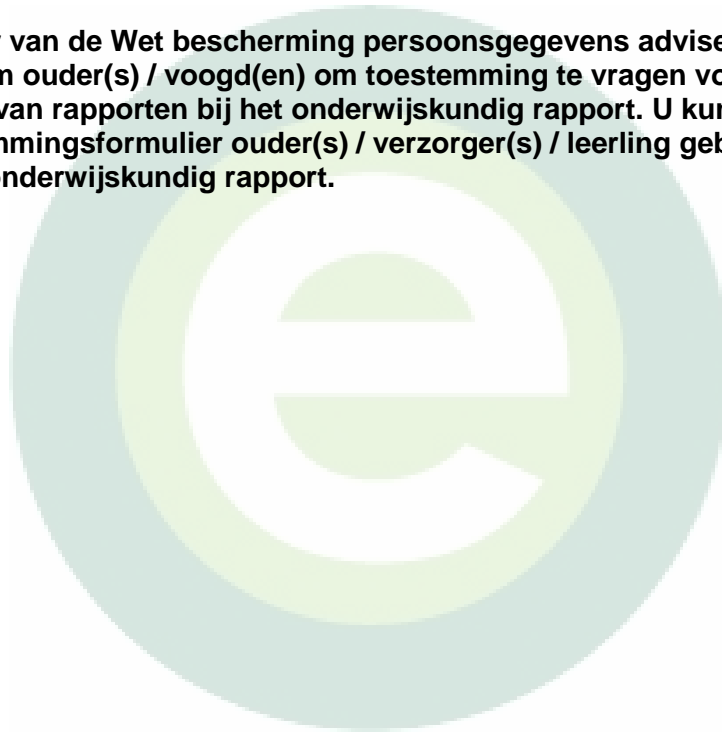 van de Wet bescherming persoonsgegevens advise
ouder(s) / voogd(en) om toestemming te vragen vo
van rapporten bij het onderwijskundig rapport. U kun
mmingsformulier ouder(s) / verzorger(s) / leerling geb
onderwijskundig rapport.
e